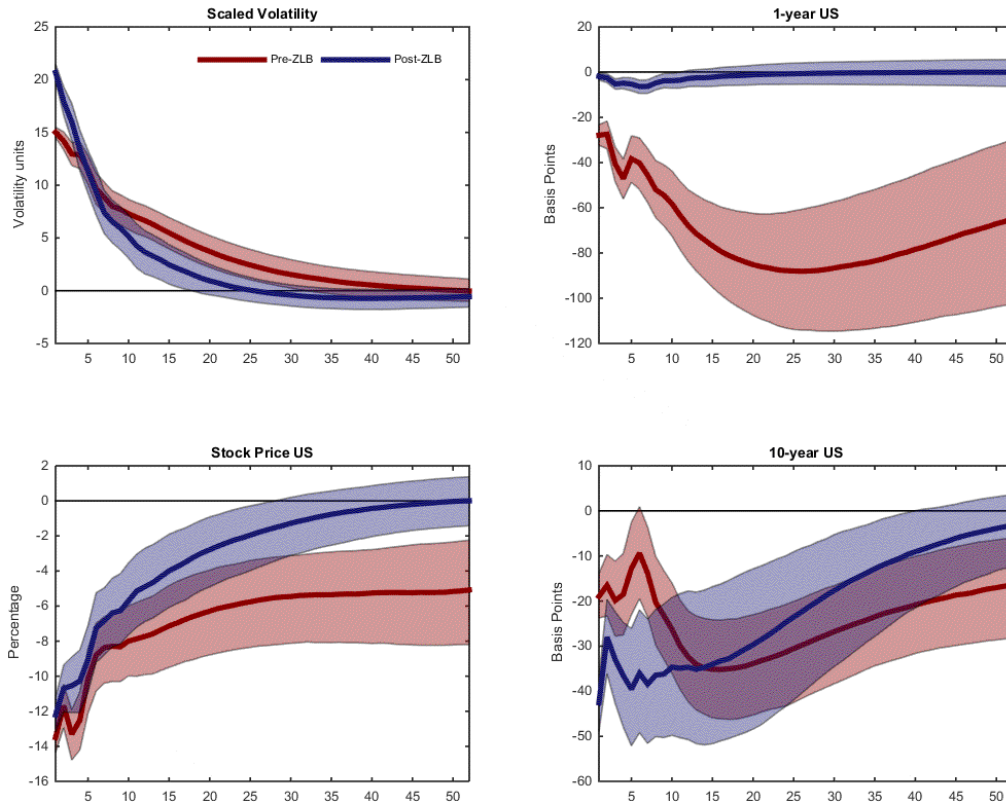 Scaled Volatility
25
20
15
10
5
0
-5
Volatility units
Pre-ZLB Post-ZLB
5 10 15 20 25 30 35 40 45 50
1-year US
20
0
-20
-40
-60
-80
-100
-120
Basis Points
5 10 15 20 25 30 35 40 45 50
Stock Price US
2
0
-2
-4
-6
-8
-10
-12
-14
-16
Percentage
5 10 15 20 25 30 35 40 45 50
10-year US
10
0
-10
-20
-30
-40
-50
-60
Basis Points
5 10 15 20 25 30 35 40 45 50